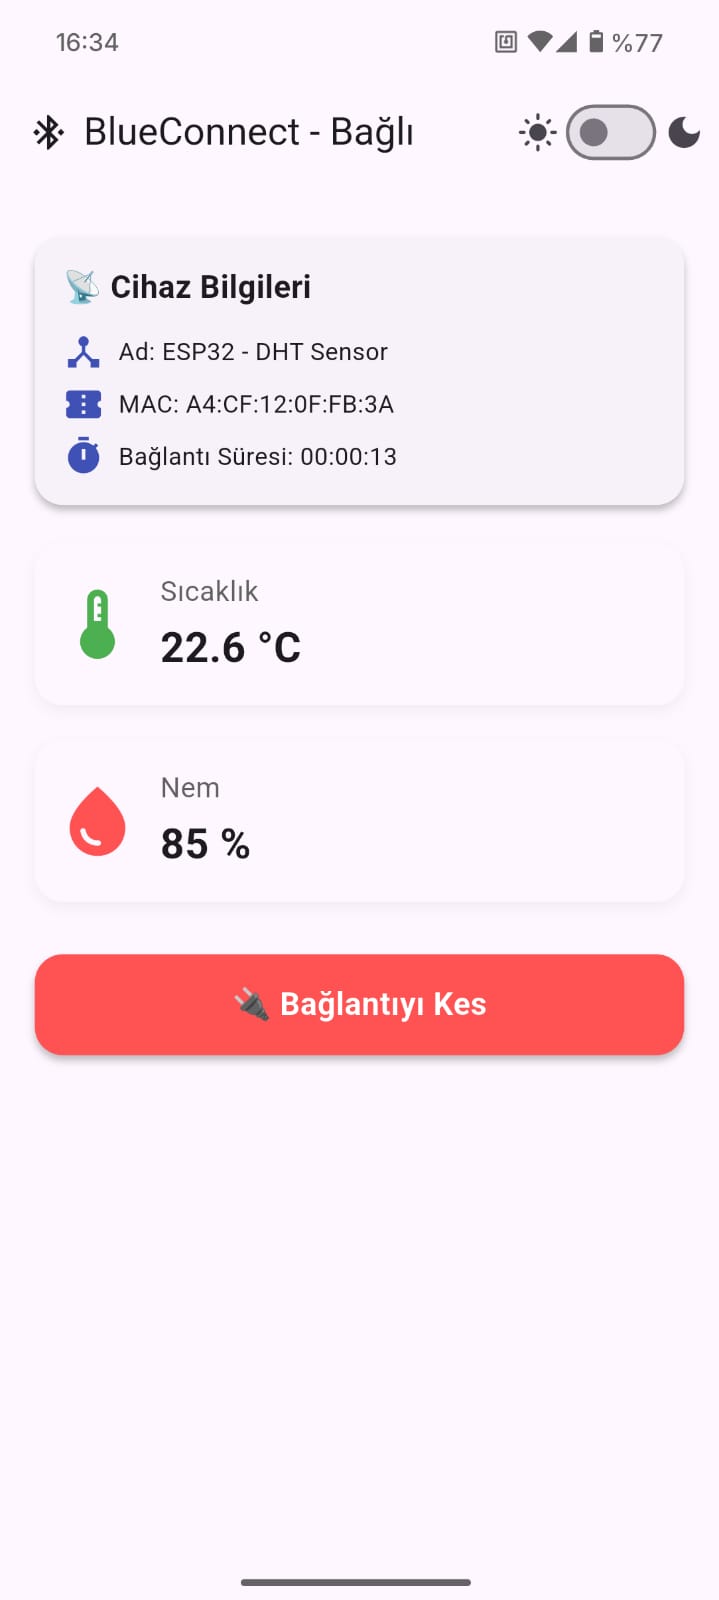 16:34
%77
BlueConnect - Bağlı
Cihaz Bilgileri
Ad: ESP32 - DHT Sensor
MAC: A4:CF:12:0F:FB:3A
Bağlantı Süresi: 00:00:13
Sıcaklık
22.6 °C
Nem
85 %
Bağlantıyı Kes